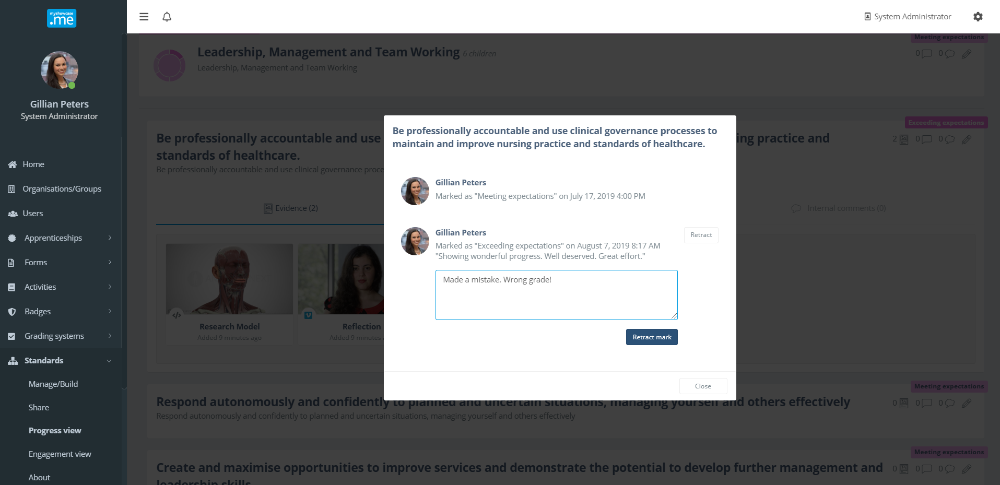 myshowcase
.me
System Administrator
Gillian Peters
System Administrator
Home
Organisations/Groups
Users
Apprenticeships
Forms
Activities
Badges
Grading systems
Standards
Manage/Build
Share
Progress view
Engagement view
About
Meeting expectations
Leadership, Management and Team Working 6 children
0 0
Leadership, Management and Team Working
Exceeding expectations
Be professionally accountable and use
ing practice and
2 0 0
standards of healthcare.
Be professionally accountable and use clinical governance proce
Evidence (2)
Internal comments (0)
Research Model
Added 9 minutes ago
Reflection
Added 9 minutes
Be professionally accountable and use clinical governance processes to
maintain and improve nursing practice and standards of healthcare.
Gillian Peters
Marked as "Meeting expectations" on July 17, 2019 4:00 PM
Gillian Peters
Retract
Marked as "Exceeding expectations" on August 7, 2019 8:17 AM
"Showing wonderful progress. Well deserved. Great effort."
Made a mistake. Wrong grade!
Retract mark
Close
Meeting expectations
Respond autonomously and confidently to planned and uncertain situations, managing yourself and others effectively
0 0 0
Respond autonomously and confidently to planned and uncertain situations, managing yourself and others effectively
Meeting expectations
Create and maximise opportunities to improve services and demonstrate the potential to develop further management and
0 0 0
leadership skills